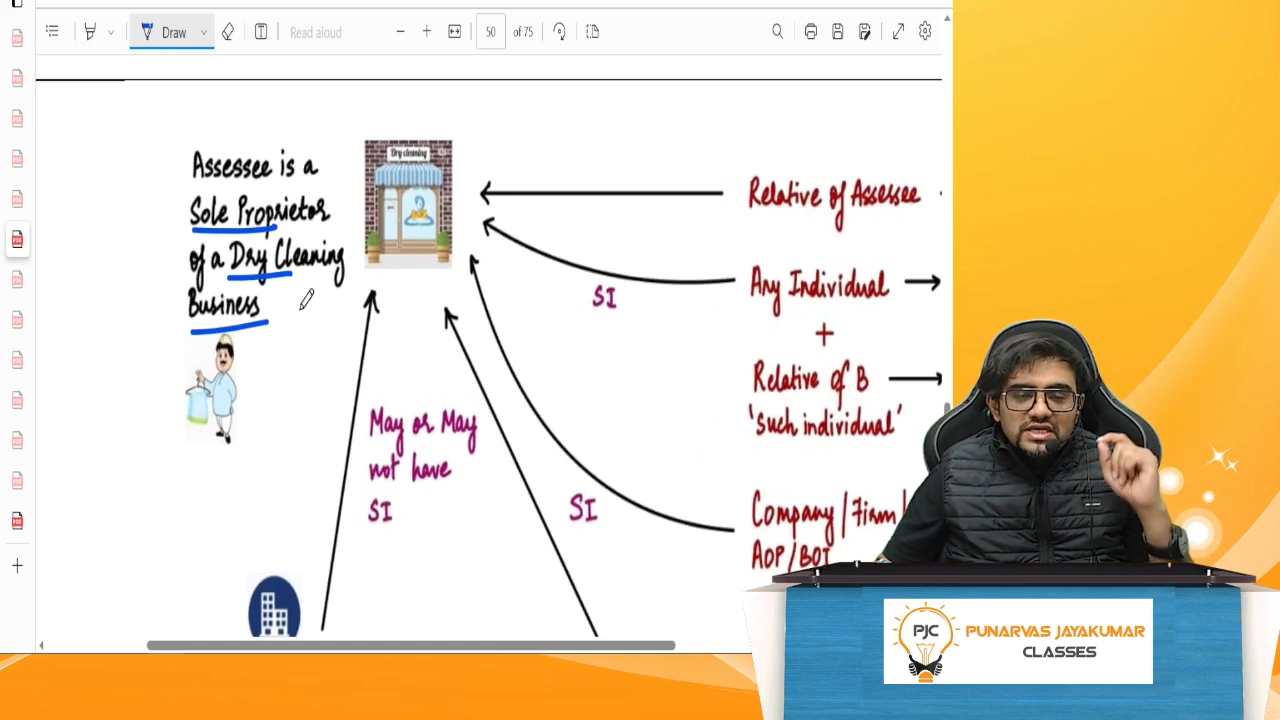 Draw
Read aloud
50
of 75
Assessee is a
Sole Proprietor
of a Dry Cleaning
Business
Dry cleaning
Relative of Assessee
Any Individual
SI
+
Relative of B
'such individual'
May or May
not have
SI
SI
Company/Firm/
AOP/BOI
PJC
PUNARVAS JAYAKUMAR
CLASSES